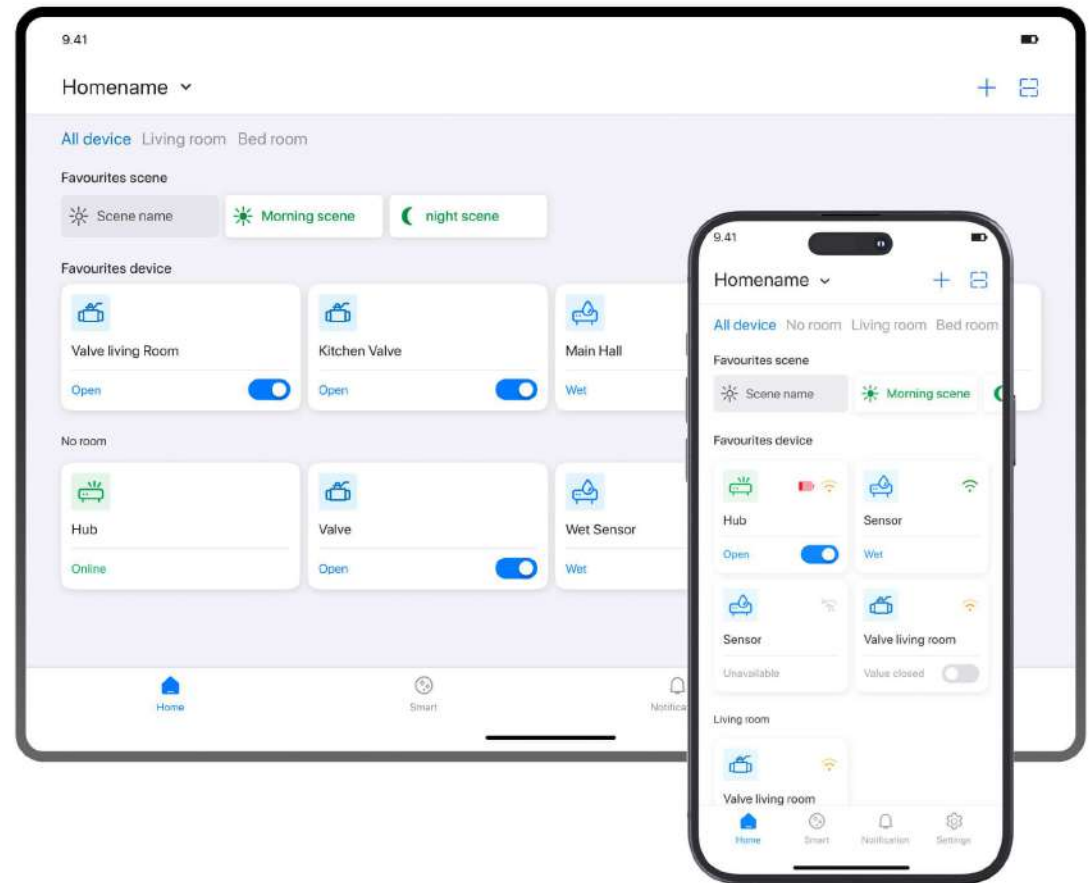 9.41
Homename
All device Living room Bed room
Favourites scene
Scene name Morning scene night scene
Favourites device
Valve living Room Kitchen Valve Main Hall
Open Open Wet
No room
Hub Valve Wet Sensor
Online Open Wet
Home Smart
9.41
Homename
All device No room Living room Bed room
Favourites scene
Scene name Morning scene
Favourites device
Hub Sensor
Open Wet
Sensor Valve living room
Unavailable Value closed
Living room
Valve living room
Home Smart Notification Settings